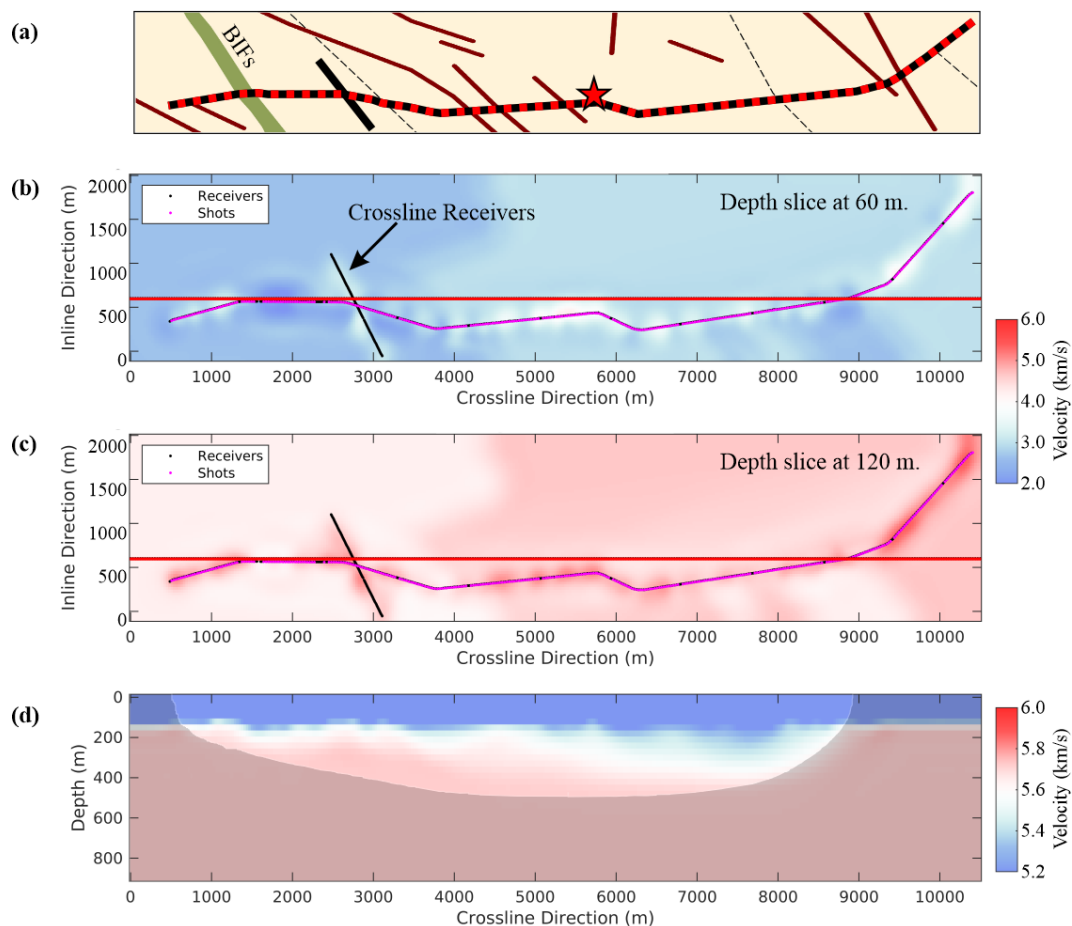 (a)
BIFs
(b)
Inline Direction (m)
2000
1500
1000
500
0
Receivers
Shots
Crossline Receivers
Depth slice at 60 m.
0 1000 2000 3000 4000 5000 6000 7000 8000 9000 10000
Crossline Direction (m)
(c)
Inline Direction (m)
2000
1500
1000
500
0
Receivers
Shots
Depth slice at 120 m.
0 1000 2000 3000 4000 5000 6000 7000 8000 9000 10000
Crossline Direction (m)
6.0
5.0
4.0
3.0
2.0
Velocity (km/s)
(d)
Depth (m)
0
200
400
600
800
0 1000 2000 3000 4000 5000 6000 7000 8000 9000 10000
Crossline Direction (m)
6.0
5.8
5.6
5.4
5.2
Velocity (km/s)